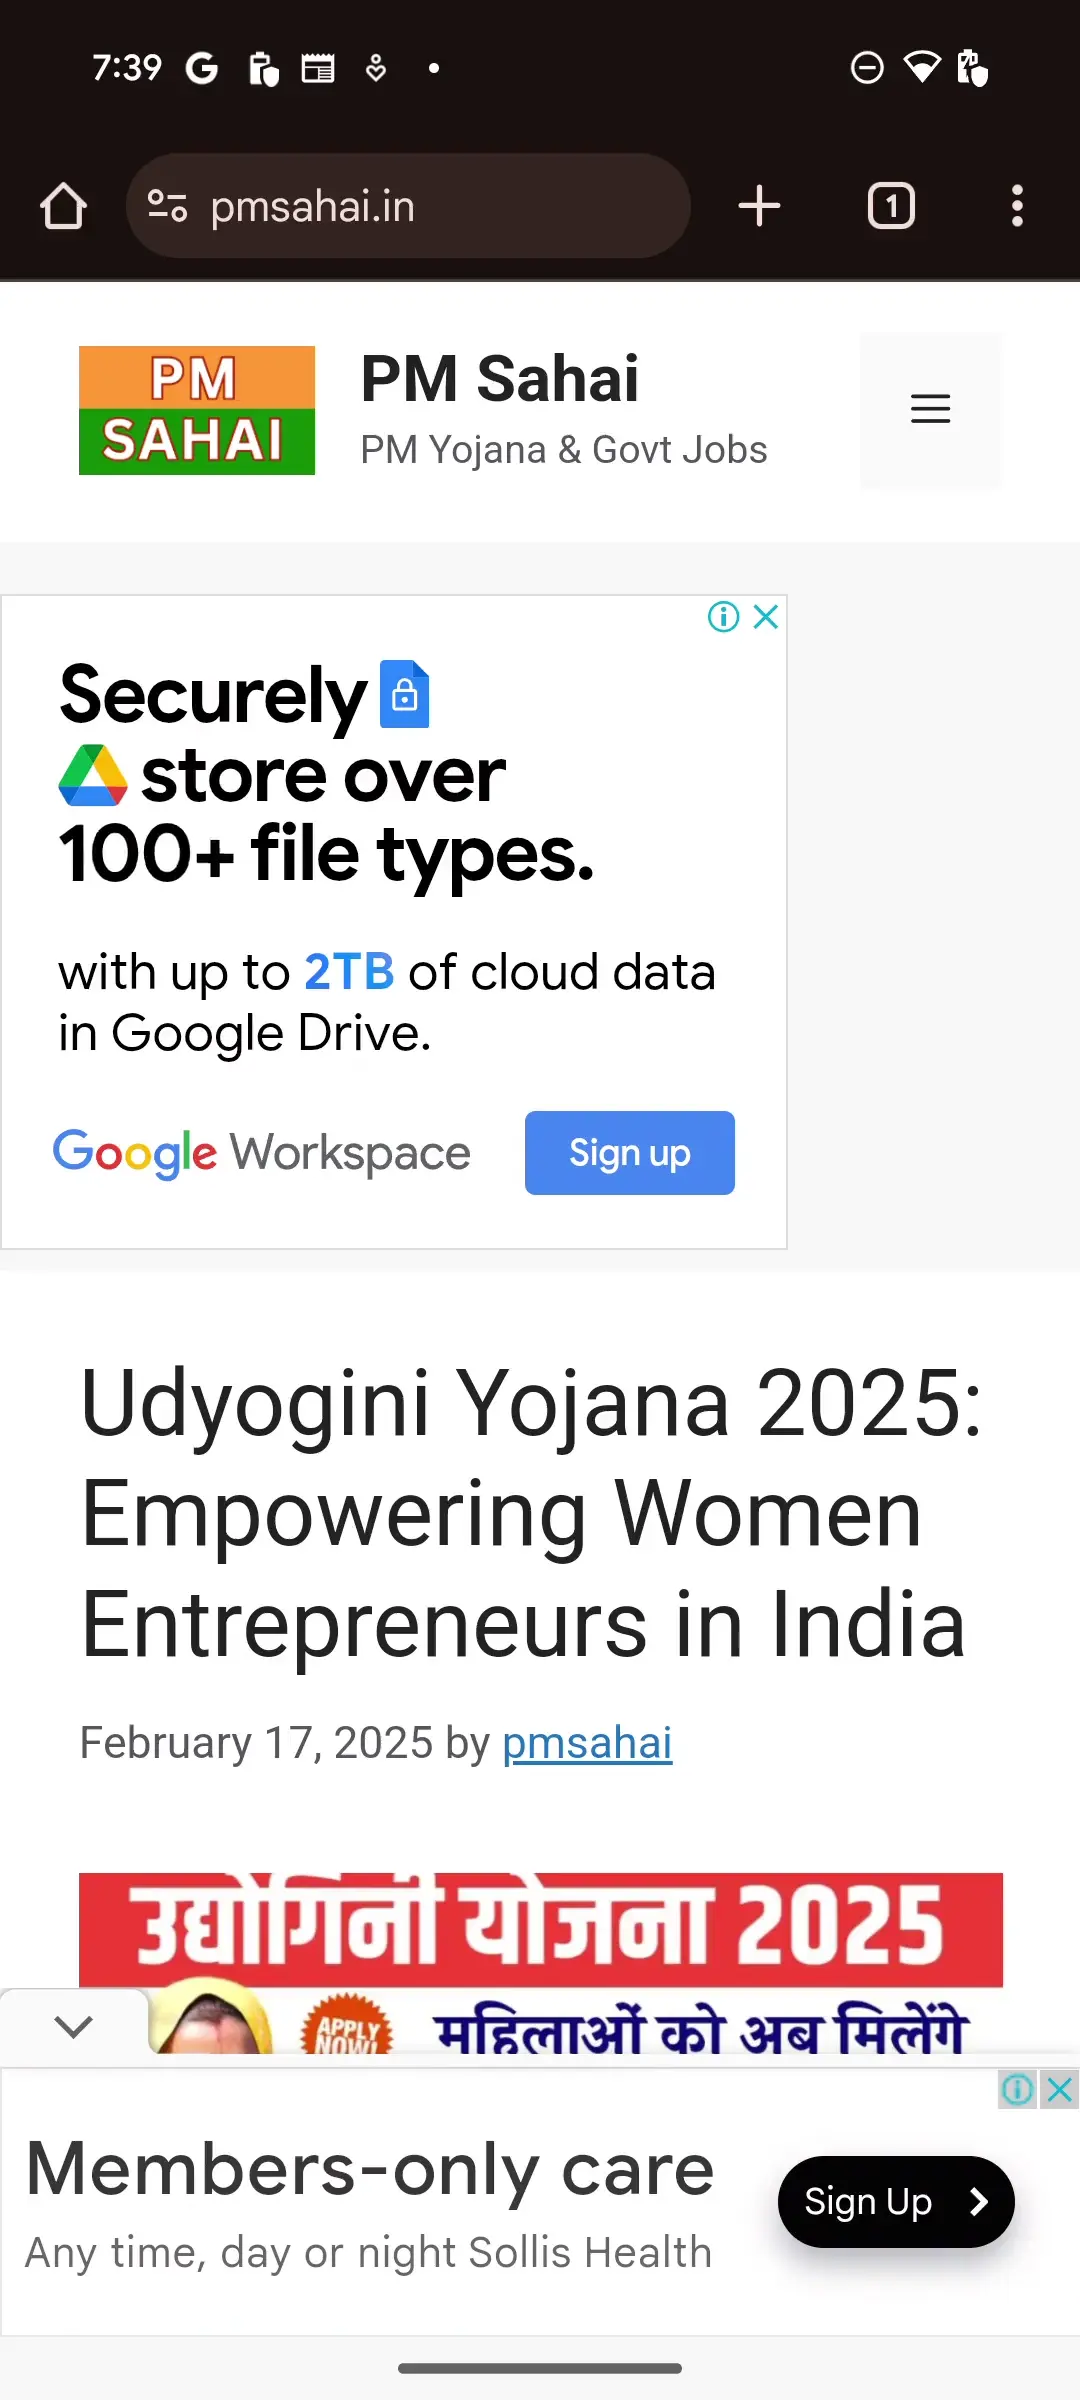 7:39
pmsahai.in
1
PM
SAHAI
PM Sahai
PM Yojana & Govt Jobs
Securely
store over
100+ file types.
with up to 2TB of cloud data
in Google Drive.
Google Workspace
Sign up
Udyogini Yojana 2025:
Empowering Women
Entrepreneurs in India
February 17, 2025 by pmsahai
उद्योगिनी योजना 2025
APPLY
NOW!
महिलाओं को अब मिलेंगे
Members-only care
Any time, day or night Sollis Health
Sign Up